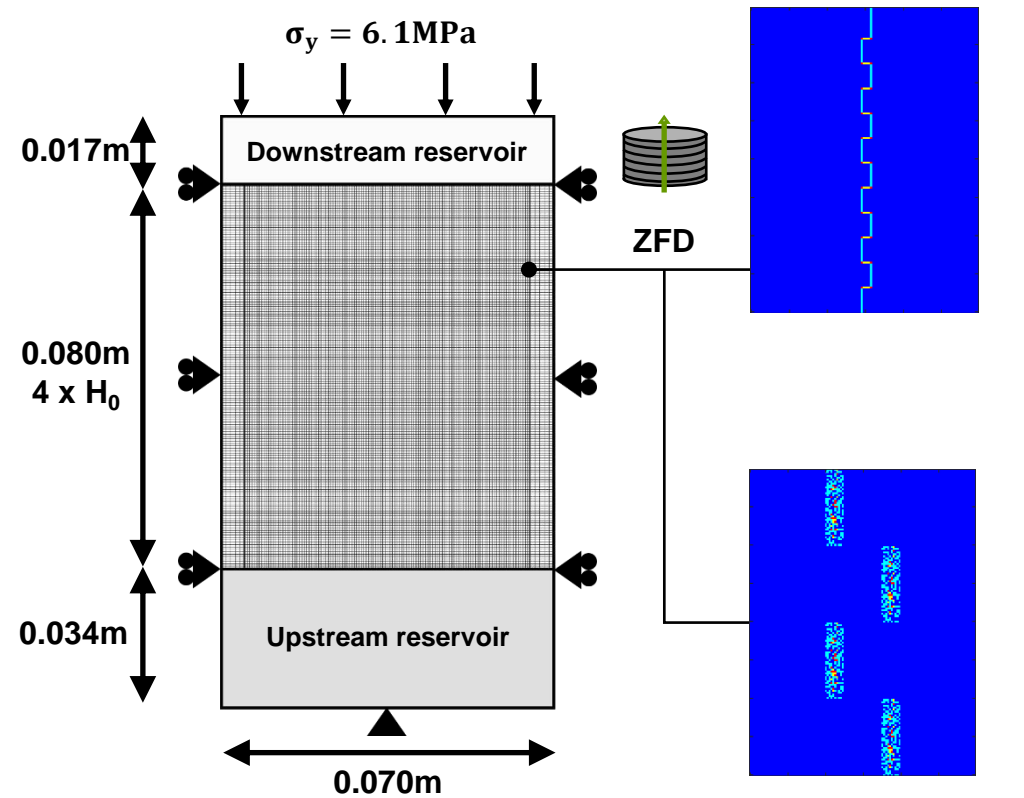 σy = 6.1MPa
0.017m
Downstream reservoir
ZFD
0.080m
4 x H0
0.034m
Upstream reservoir
0.070m